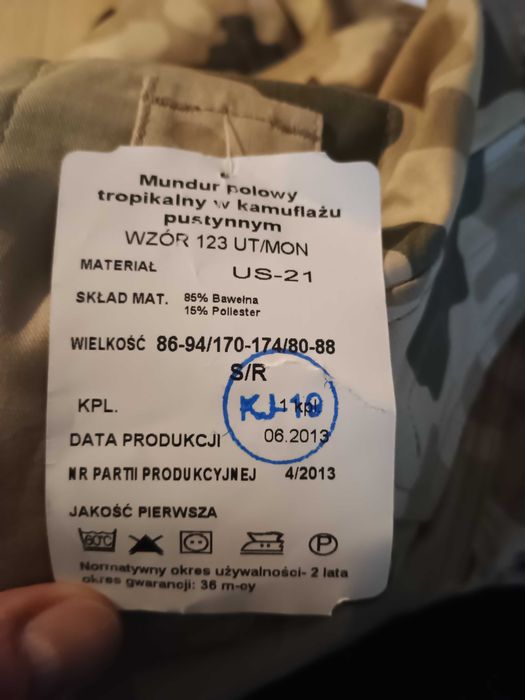 Mundur polowy
tropikalny w kamuflażu
pustynnym
WZÓR 123 UT/MON
MATERIAŁ US-21
SKŁAD MAT. 85% Bawełna
15% Poliester
WIELKOŚĆ 86-94/170-174/80-88
S/R
KPL. 1 kpl.
KJ-10
DATA PRODUKCJI 06.2013
NR PARTII PRODUKCYJNEJ 4/2013
JAKOŚĆ PIERWSZA
60°C
P
Normatywny okres używalności- 2 lata
okres gwarancji: 36 m-cy